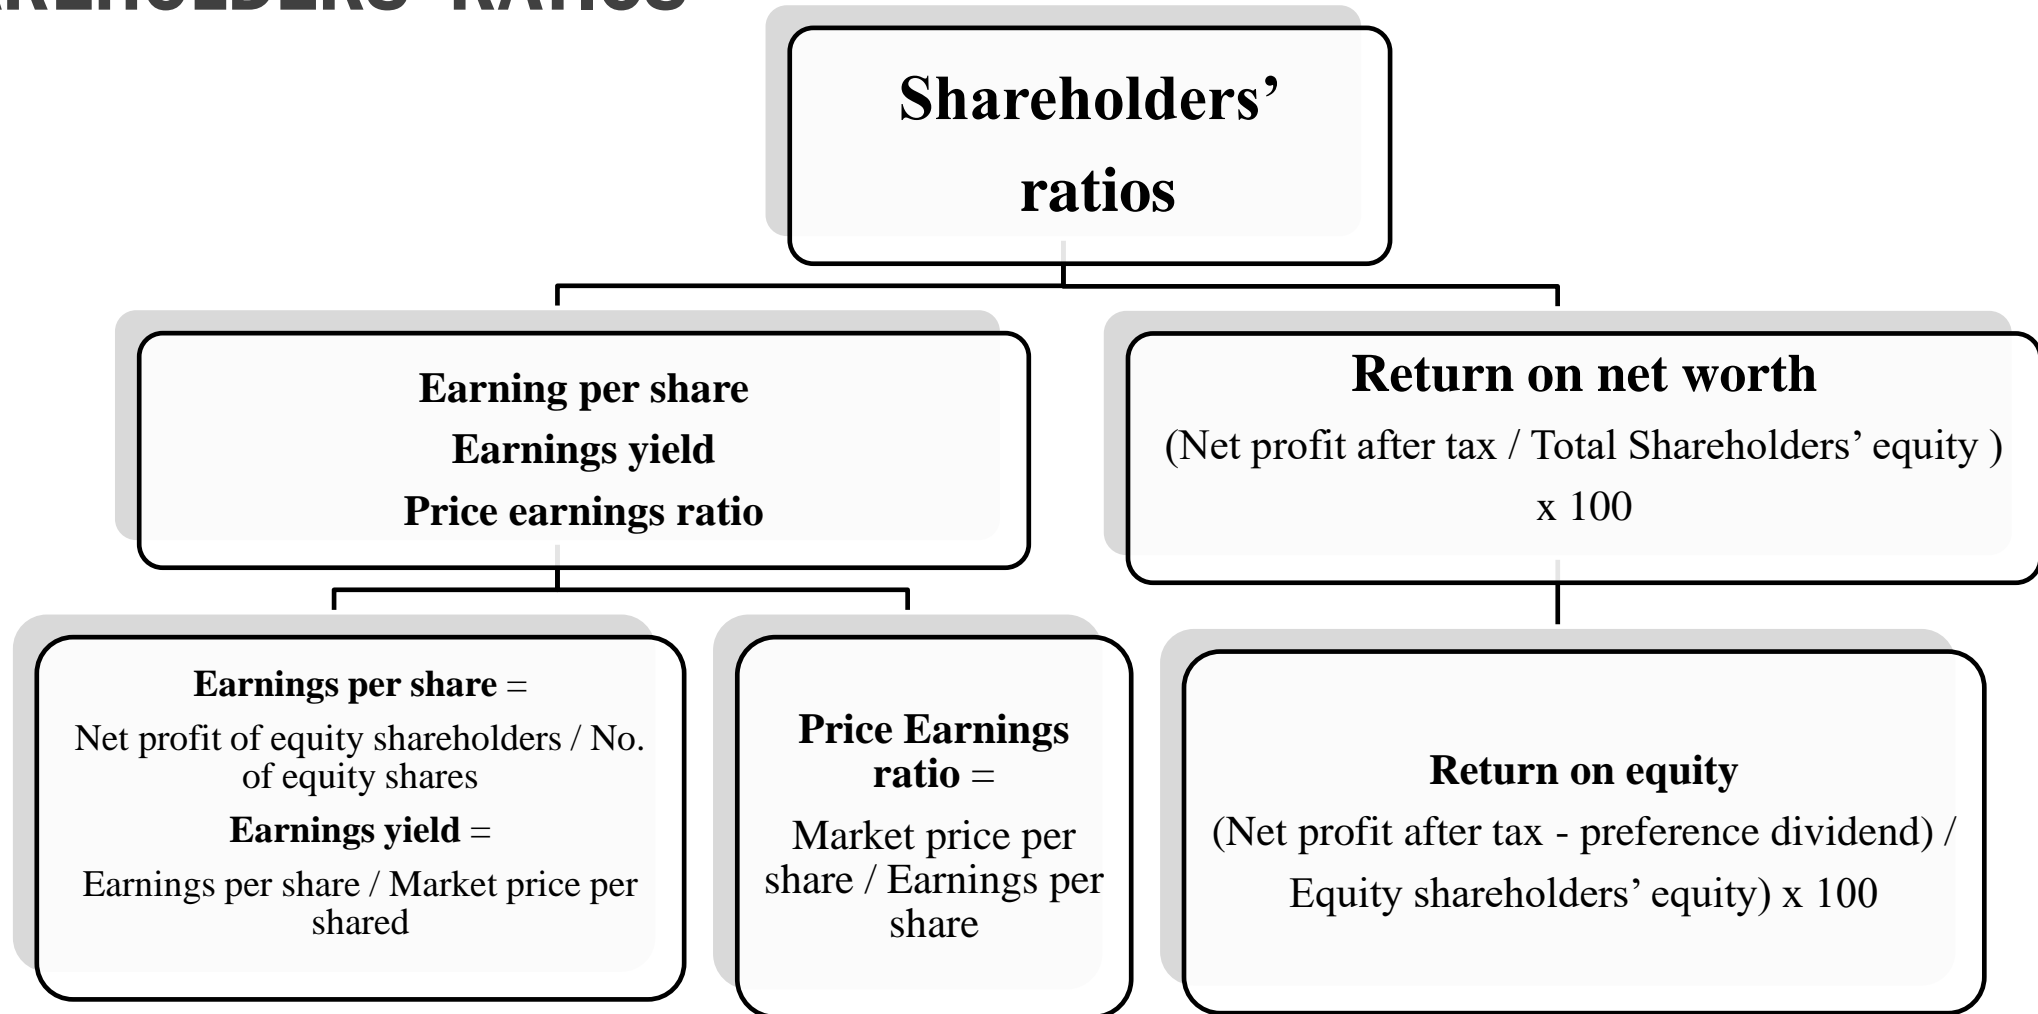 Shareholders’
ratios
Earning per share
Earnings yield
Price earnings ratio
Return on net worth
(Net profit after tax / Total Shareholders’ equity )
x 100
Earnings per share =
Net profit of equity shareholders / No.
of equity shares
Earnings yield =
Earnings per share / Market price per
shared
Price Earnings
ratio =
Market price per
share / Earnings per
share
Return on equity
(Net profit after tax - preference dividend) /
Equity shareholders’ equity) x 100